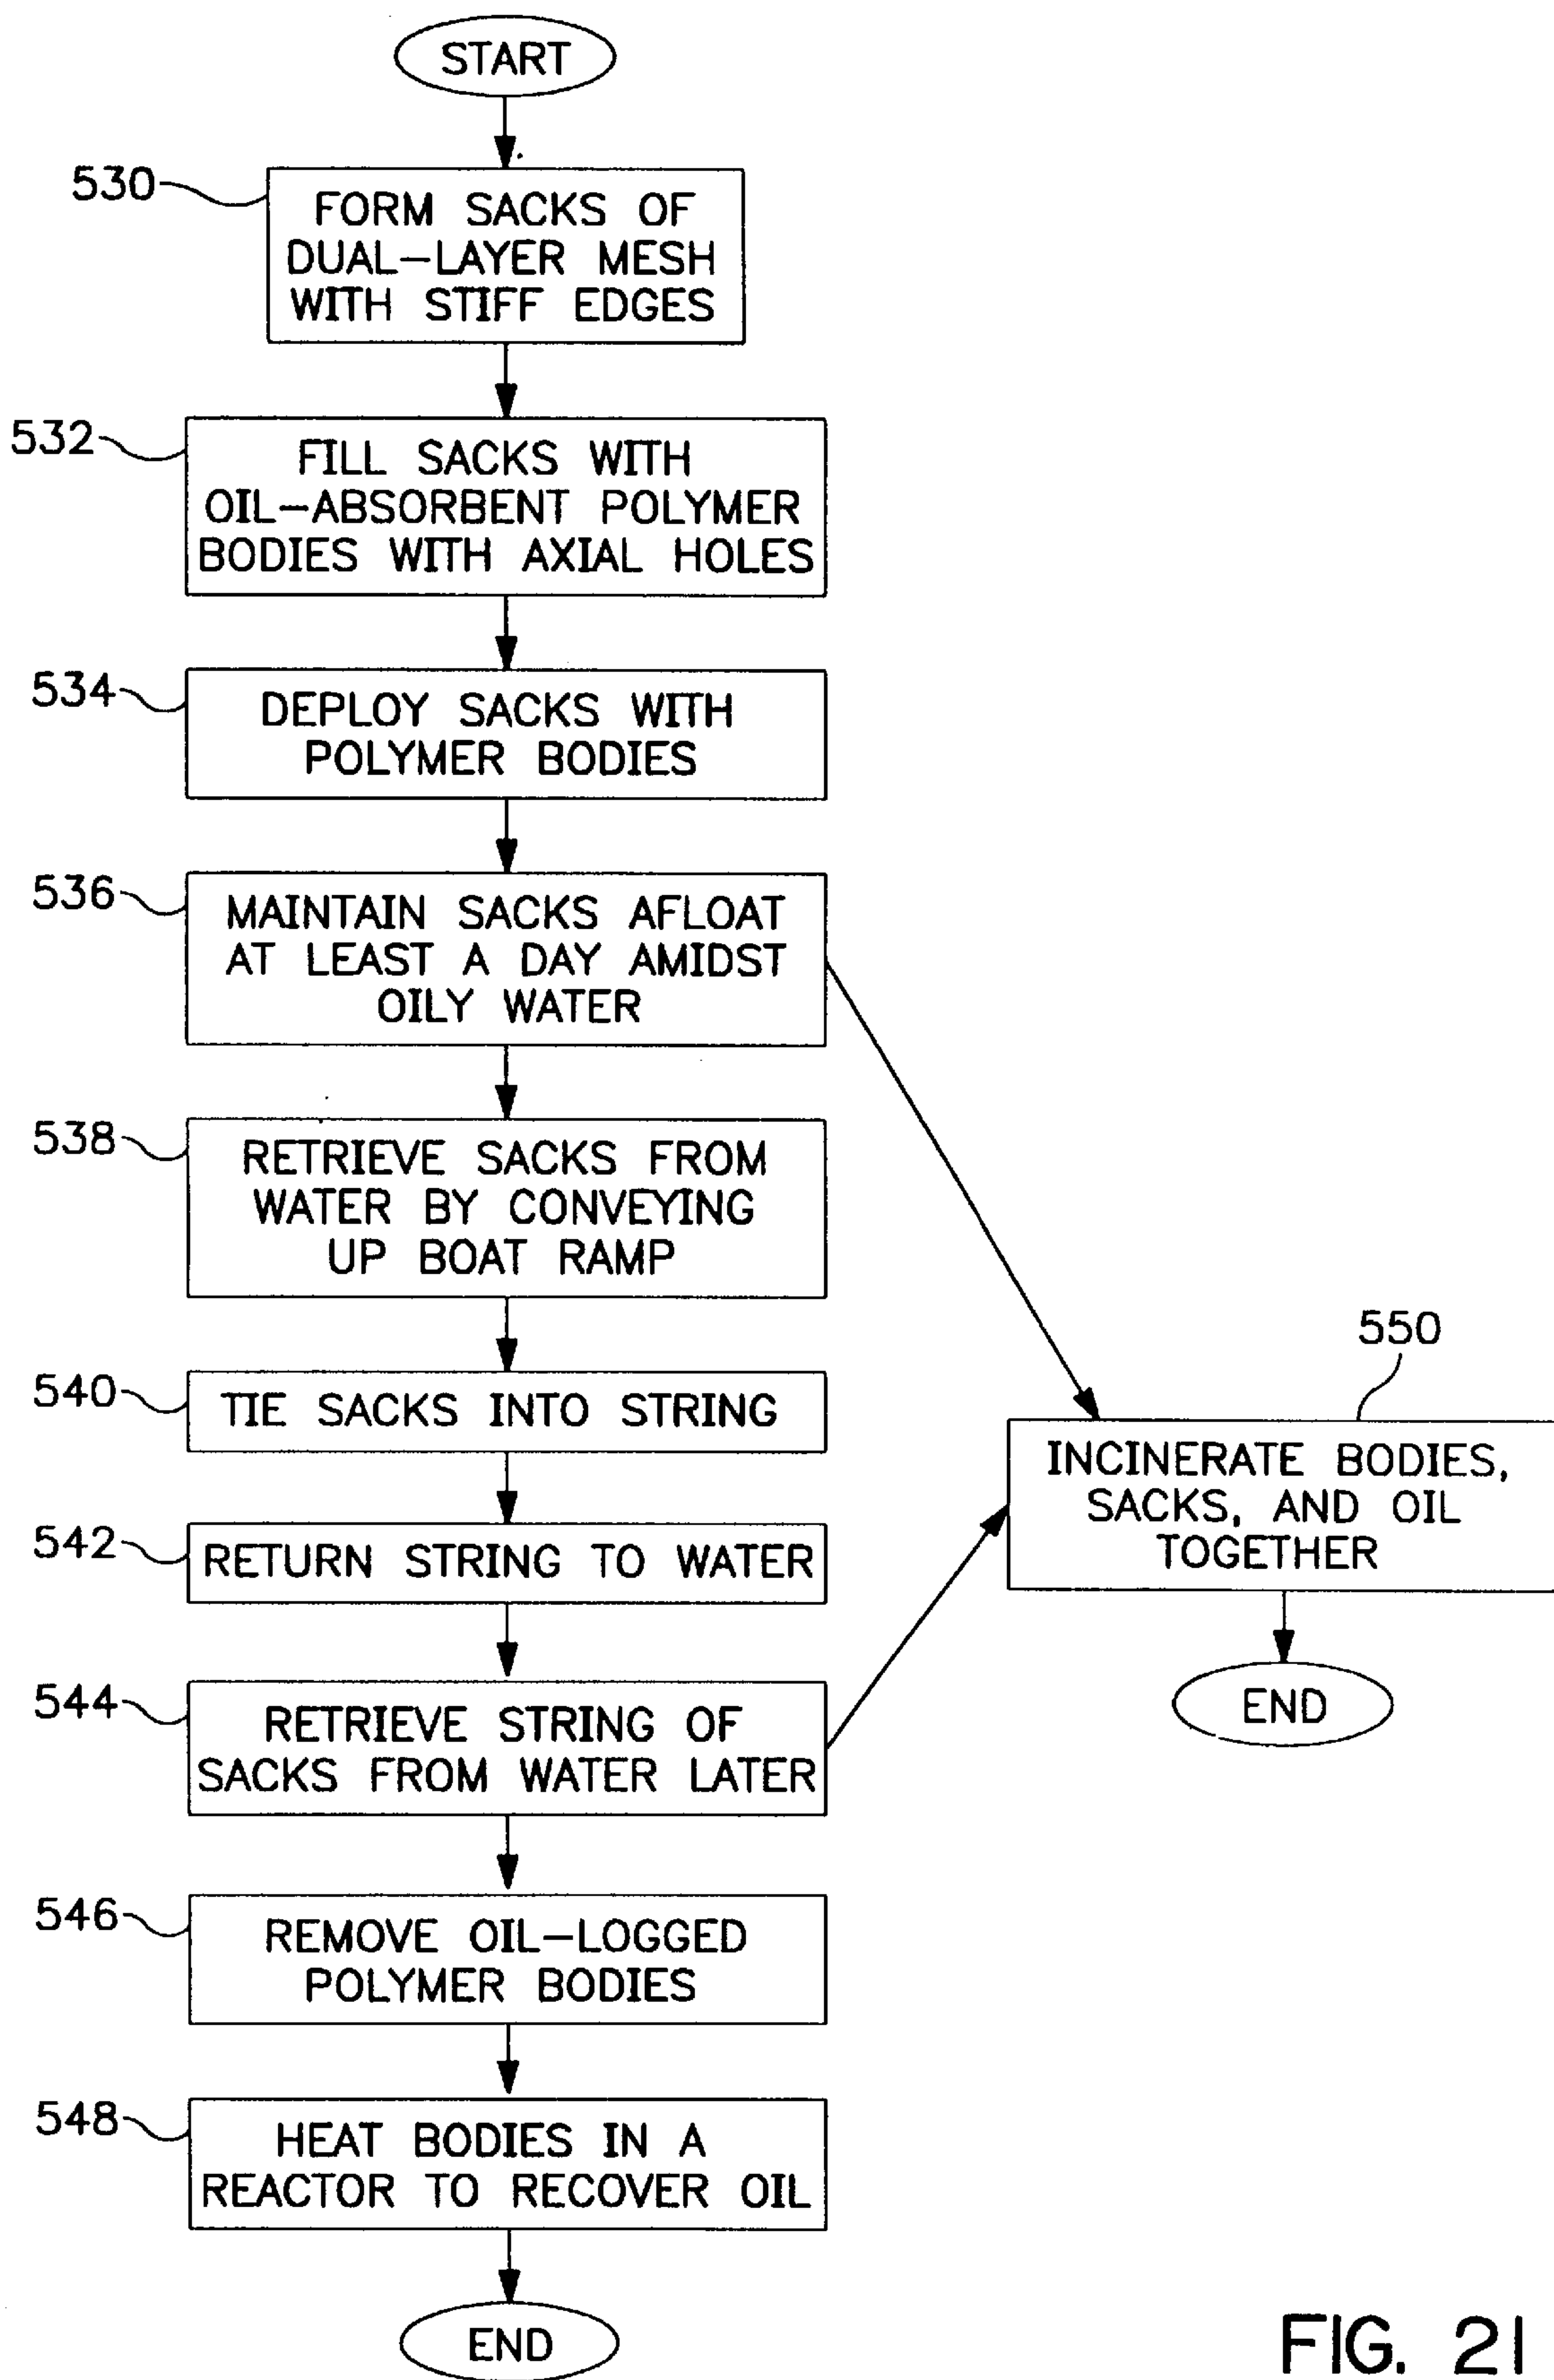 START
530
FORM SACKS OF
DUAL-LAYER MESH
WITH STIFF EDGES
532
FILL SACKS WITH
OIL-ABSORBENT POLYMER
BODIES WITH AXIAL HOLES
534
DEPLOY SACKS WITH
POLYMER BODIES
536
MAINTAIN SACKS AFLOAT
AT LEAST A DAY AMIDST
OILY WATER
538
RETRIEVE SACKS FROM
WATER BY CONVEYING
UP BOAT RAMP
540
TIE SACKS INTO STRING
542
RETURN STRING TO WATER
544
RETRIEVE STRING OF
SACKS FROM WATER LATER
546
REMOVE OIL-LOGGED
POLYMER BODIES
548
HEAT BODIES IN A
REACTOR TO RECOVER OIL
END
550
INCINERATE BODIES,
SACKS, AND OIL
TOGETHER
END
FIG. 21